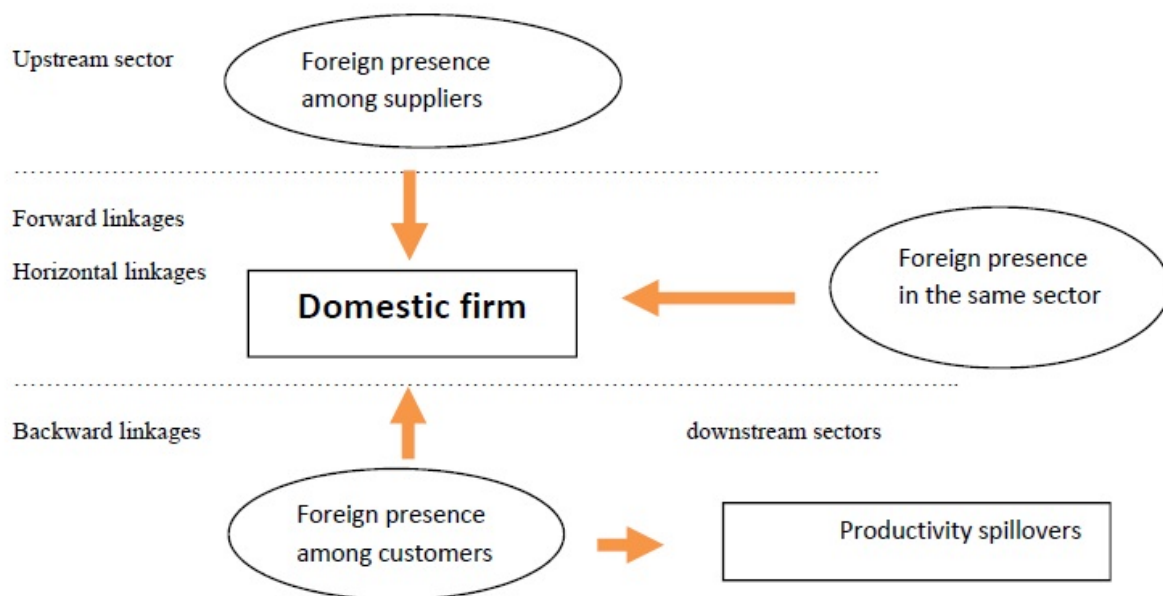 Upstream sector
Foreign presence
among suppliers
Forward linkages
Horizontal linkages
Domestic firm
Foreign presence
in the same sector
Backward linkages
downstream sectors
Foreign presence
among customers
Productivity spillovers